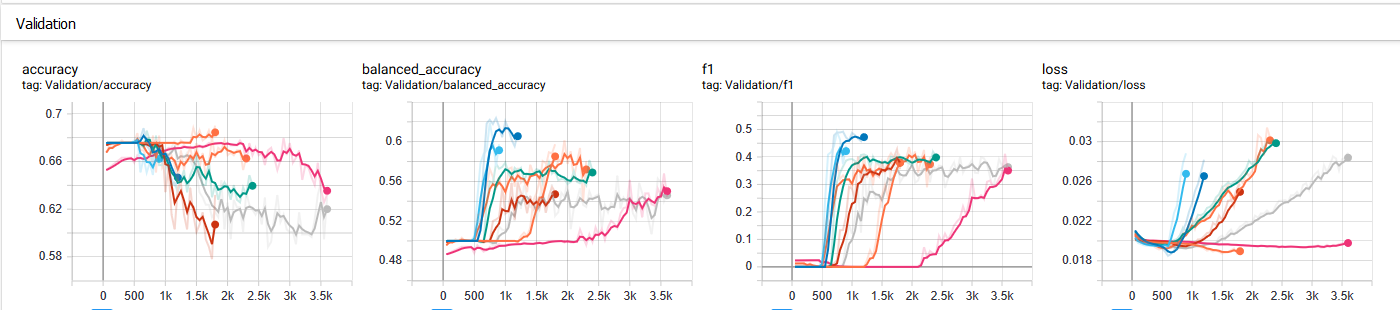 Validation
accuracy
tag: Validation/accuracy
0.7
0.66
0.62
0.58
0 500 1k 1.5k 2k 2.5k 3k 3.5k
balanced_accuracy
tag: Validation/balanced_accuracy
0.6
0.56
0.52
0.48
0 500 1k 1.5k 2k 2.5k 3k 3.5k
f1
tag: Validation/f1
0.5
0.4
0.3
0.2
0.1
0
0 500 1k 1.5k 2k 2.5k 3k 3.5k
loss
tag: Validation/loss
0.03
0.026
0.022
0.018
0 500 1k 1.5k 2k 2.5k 3k 3.5k